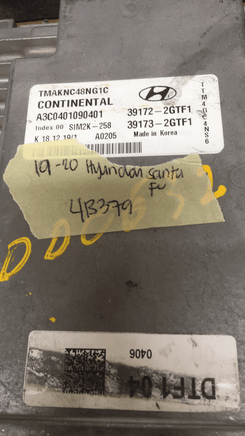 TMAKNC48NG1C
CONTINENTAL
A3C0401090401
39172-2GTF1
Index 00 SIM2K-258
39173-2GTF1
K 18.12.19/1 A0205
Made in Korea
19-20 Hyundai santa
fe
4B379
0406
DTF1 04